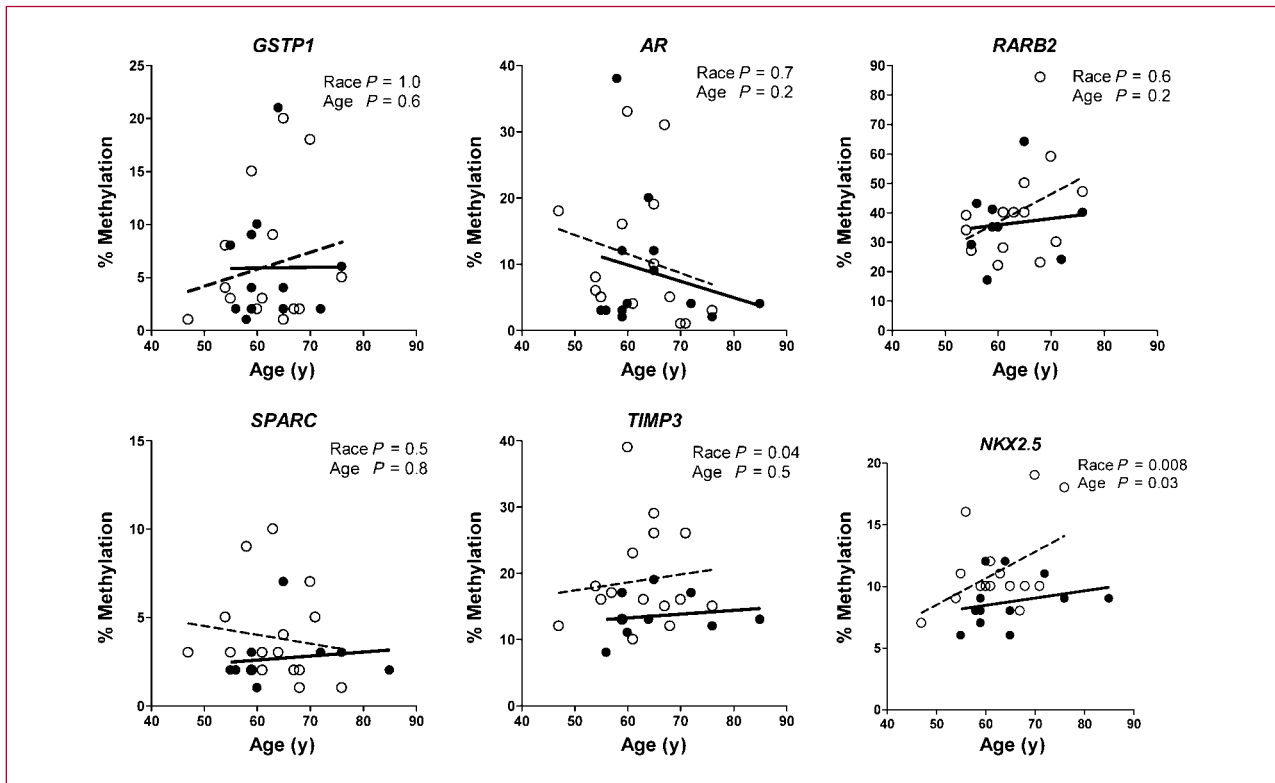 GSTP1
Race P = 1.0
Age P = 0.6
% Methylation
25
20
15
10
5
0
40 50 60 70 80 90
Age (y)
AR
Race P = 0.7
Age P = 0.2
% Methylation
40
30
20
10
0
40 50 60 70 80 90
Age (y)
RARB2
Race P = 0.6
Age P = 0.2
% Methylation
90
80
70
60
50
40
30
20
10
0
40 50 60 70 80 90
Age (y)
SPARC
Race P = 0.5
Age P = 0.8
% Methylation
15
10
5
0
40 50 60 70 80 90
Age (y)
TIMP3
Race P = 0.04
Age P = 0.5
% Methylation
40
30
20
10
0
40 50 60 70 80 90
Age (y)
NKX2.5
Race P = 0.008
Age P = 0.03
% Methylation
20
15
10
5
0
40 50 60 70 80 90
Age (y)